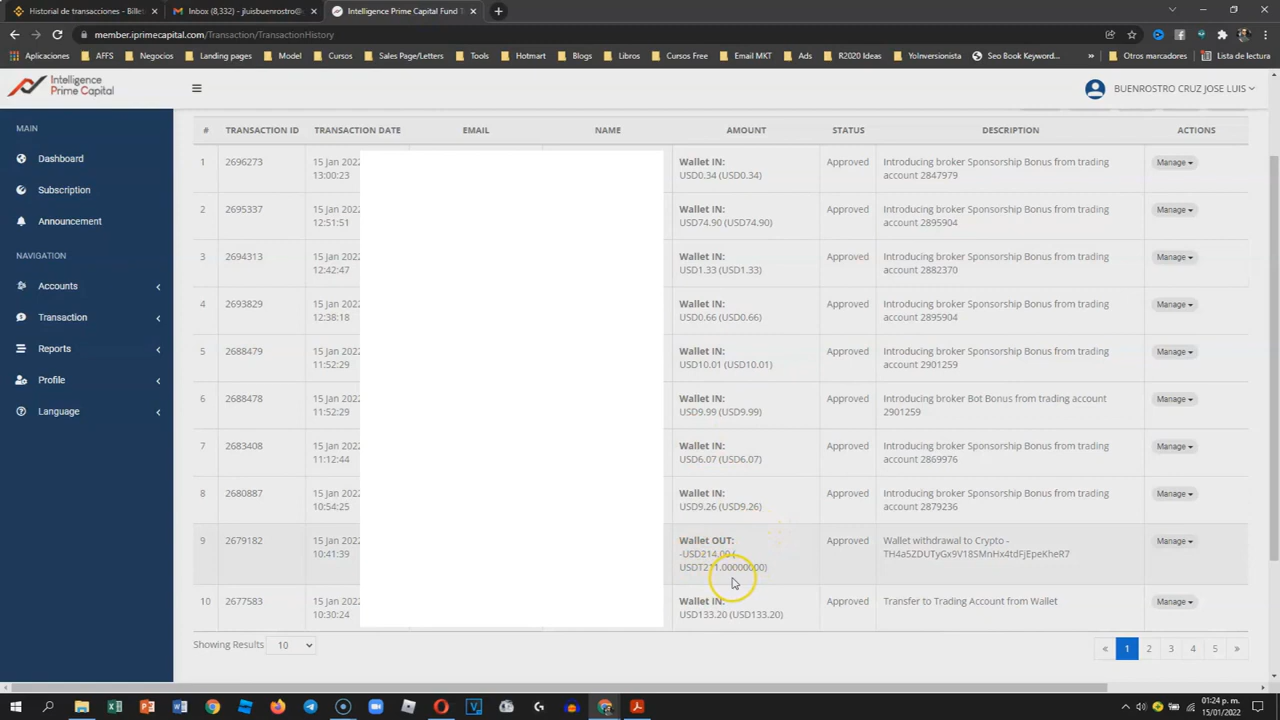 Historial de transacciones - Bille
Inbox (8,332) - jluisbuenrostro@
Intelligence Prime Capital Fund T
member.iprimecapital.com/Transaction/TransactionHistory
Aplicaciones AFFS Negocios Landing pages Model Cursos Sales Page/Letters Tools Hotmart Blogs Libros Cursos Free Email MKT Ads R2020 Ideas YoInversionista Seo Book Keyword... Otros marcadores Lista de lectura
Intelligence
Prime Capital
BUENROSTRO CRUZ JOSE LUIS
MAIN
Dashboard
Subscription
Announcement
NAVIGATION
Accounts
Transaction
Reports
Profile
Language
# TRANSACTION ID TRANSACTION DATE EMAIL NAME AMOUNT STATUS DESCRIPTION ACTIONS
1 2696273 15 Jan 2022 Wallet IN: Approved Introducing broker Sponsorship Bonus from trading Manage
13:00:23 USD0.34 (USD0.34) account 2847979
2 2695337 15 Jan 2022 Wallet IN: Approved Introducing broker Sponsorship Bonus from trading Manage
12:51:51 USD74.90 (USD74.90) account 2895904
3 2694313 15 Jan 2022 Wallet IN: Approved Introducing broker Sponsorship Bonus from trading Manage
12:42:47 USD1.33 (USD1.33) account 2882370
4 2693829 15 Jan 2022 Wallet IN: Approved Introducing broker Sponsorship Bonus from trading Manage
12:38:18 USD0.66 (USD0.66) account 2895904
5 2688479 15 Jan 2022 Wallet IN: Approved Introducing broker Sponsorship Bonus from trading Manage
11:52:29 USD10.01 (USD10.01) account 2901259
6 2688478 15 Jan 2022 Wallet IN: Approved Introducing broker Bot Bonus from trading account Manage
11:52:29 USD9.99 (USD9.99) 2901259
7 2683408 15 Jan 2022 Wallet IN: Approved Introducing broker Sponsorship Bonus from trading Manage
11:12:44 USD6.07 (USD6.07) account 2869976
8 2680887 15 Jan 2022 Wallet IN: Approved Introducing broker Sponsorship Bonus from trading Manage
10:54:25 USD9.26 (USD9.26) account 2879236
9 2679182 15 Jan 2022 Wallet OUT: Approved Wallet withdrawal to Crypto - Manage
10:41:39 -USD214.00 ( TH4a5ZDUTyGx9V18SMnHx4tdFjEpeKheR7
USDT211.00000000)
10 2677583 15 Jan 2022 Wallet IN: Approved Transfer to Trading Account from Wallet Manage
10:30:24 USD133.20 (USD133.20)
Showing Results 10
« 1 2 3 4 5 »
01:24 p. m.
15/01/2022